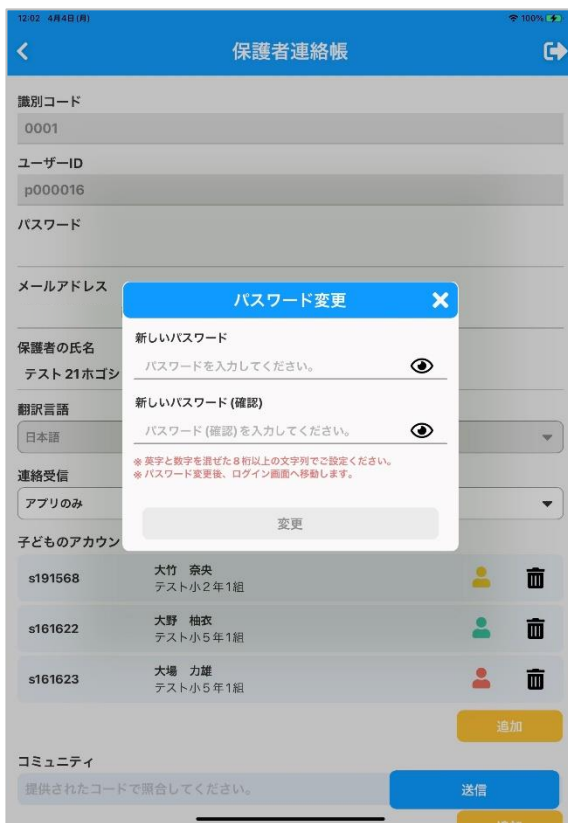 12:02 4月4日(月)
100%
保護者連絡帳
識別コード
0001
ユーザーID
p000016
パスワード
メールアドレス
パスワード変更
新しいパスワード
パスワードを入力してください。
新しいパスワード (確認)
パスワード (確認) を入力してください。
※ 英字と数字を混ぜた8桁以上の文字列でご設定ください。
※ パスワード変更後、ログイン画面へ移動します。
変更
保護者の氏名
テスト 21ホゴシ
翻訳言語
日本語
連絡受信
アプリのみ
子どものアカウン
s191568
大竹 奈央
テスト小2年1組
s161622
大野 柚衣
テスト小5年1組
s161623
大場 力雄
テスト小5年1組
追加
コミュニティ
提供されたコードで照合してください。
送信